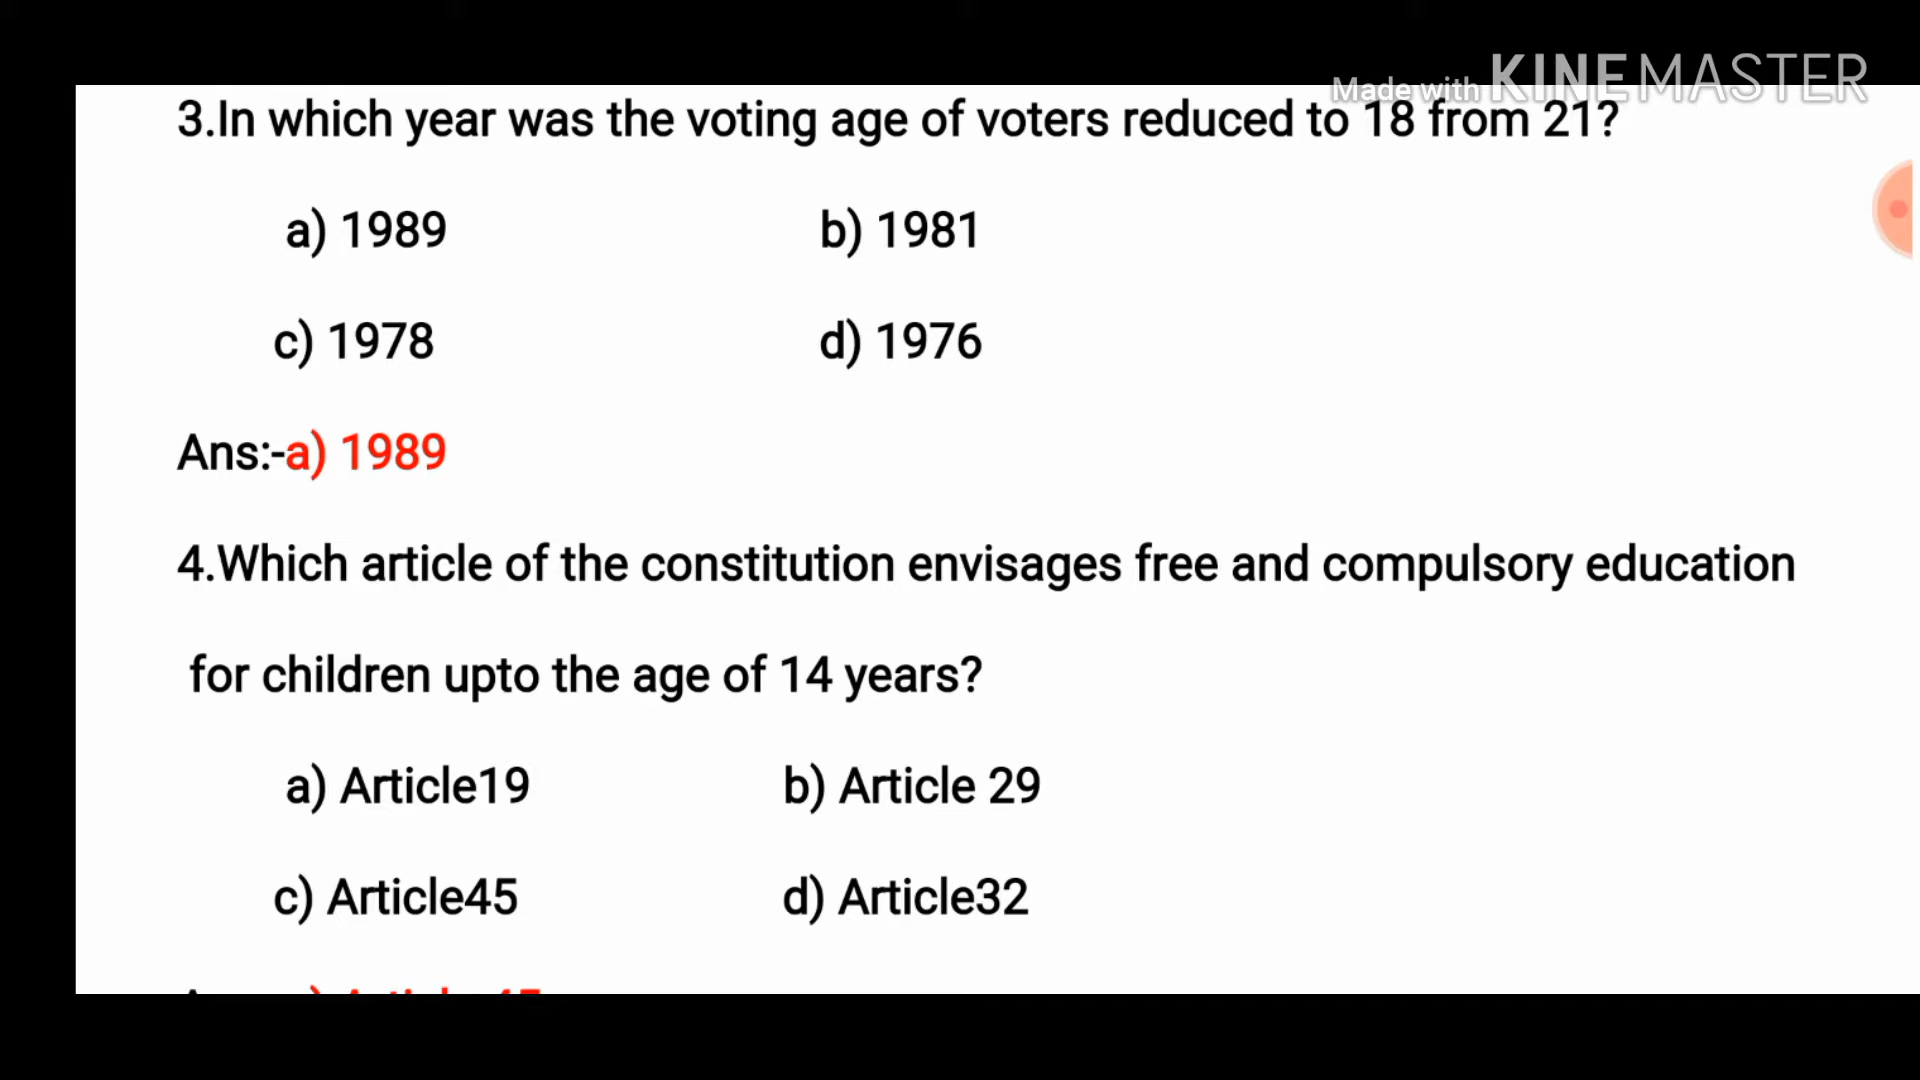 Made with KINEMASTER
3.In which year was the voting age of voters reduced to 18 from 21?
a) 1989 b) 1981
c) 1978 d) 1976
Ans:-a) 1989
4.Which article of the constitution envisages free and compulsory education
for children upto the age of 14 years?
a) Article19 b) Article 29
c) Article45 d) Article32